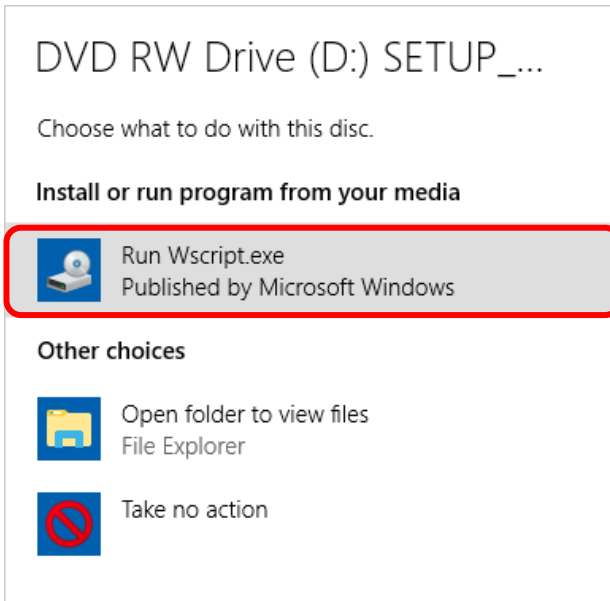 DVD RW Drive (D:) SETUP_...
Choose what to do with this disc.
Install or run program from your media
Run Wscript.exe
Published by Microsoft Windows
Other choices
Open folder to view files
File Explorer
Take no action